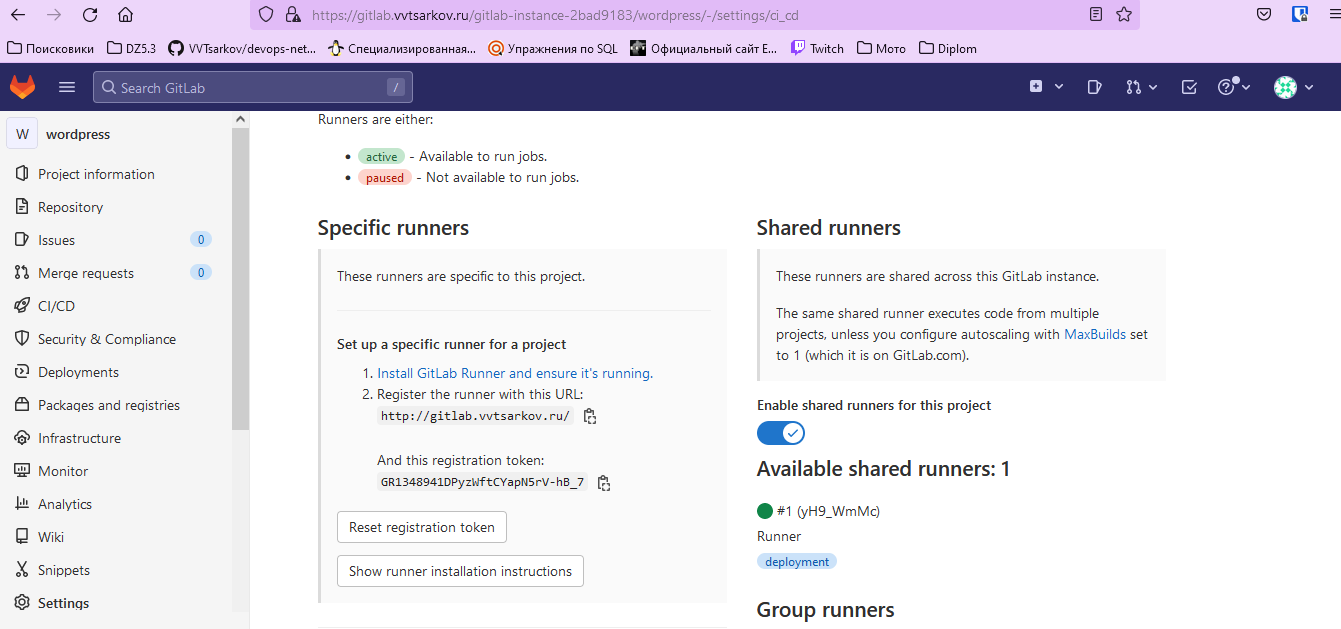 https://gitlab.vvtsarkov.ru/gitlab-instance-2bad9183/wordpress/-/settings/ci_cd
Поисковики
DZ5.3
VVTsarkov/devops-net...
Специализированная...
Упражнения по SQL
Официальный сайт E...
Twitch
Мото
Diplom
Search GitLab
/
W
wordpress
Project information
Repository
Issues
0
Merge requests
0
CI/CD
Security & Compliance
Deployments
Packages and registries
Infrastructure
Monitor
Analytics
Wiki
Snippets
Settings
Runners are either:
active - Available to run jobs.
paused - Not available to run jobs.
Specific runners
These runners are specific to this project.
Set up a specific runner for a project
1. Install GitLab Runner and ensure it's running.
2. Register the runner with this URL:
http://gitlab.vvtsarkov.ru/
And this registration token:
GR1348941DPyzWftCYapN5rV-hB_7
Reset registration token
Show runner installation instructions
Shared runners
These runners are shared across this GitLab instance.
The same shared runner executes code from multiple
projects, unless you configure autoscaling with MaxBuilds set
to 1 (which it is on GitLab.com).
Enable shared runners for this project
Available shared runners: 1
#1 (yH9_WmMc)
Runner
deployment
Group runners